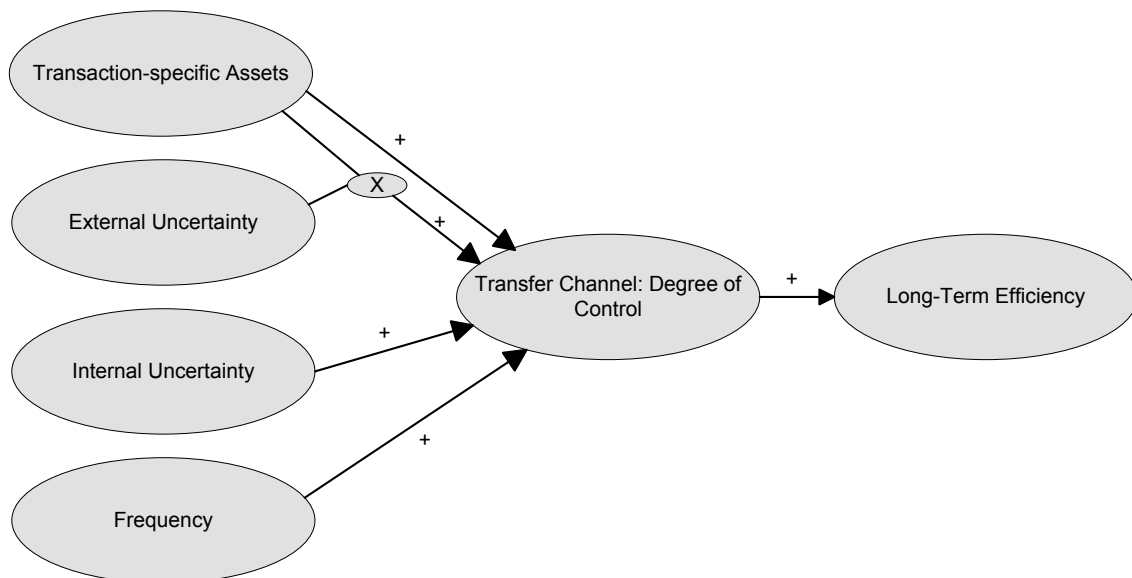 Transaction-specific Assets
+
X
External Uncertainty
+
Transfer Channel: Degree of
Control
+
Long-Term Efficiency
+
Internal Uncertainty
+
Frequency